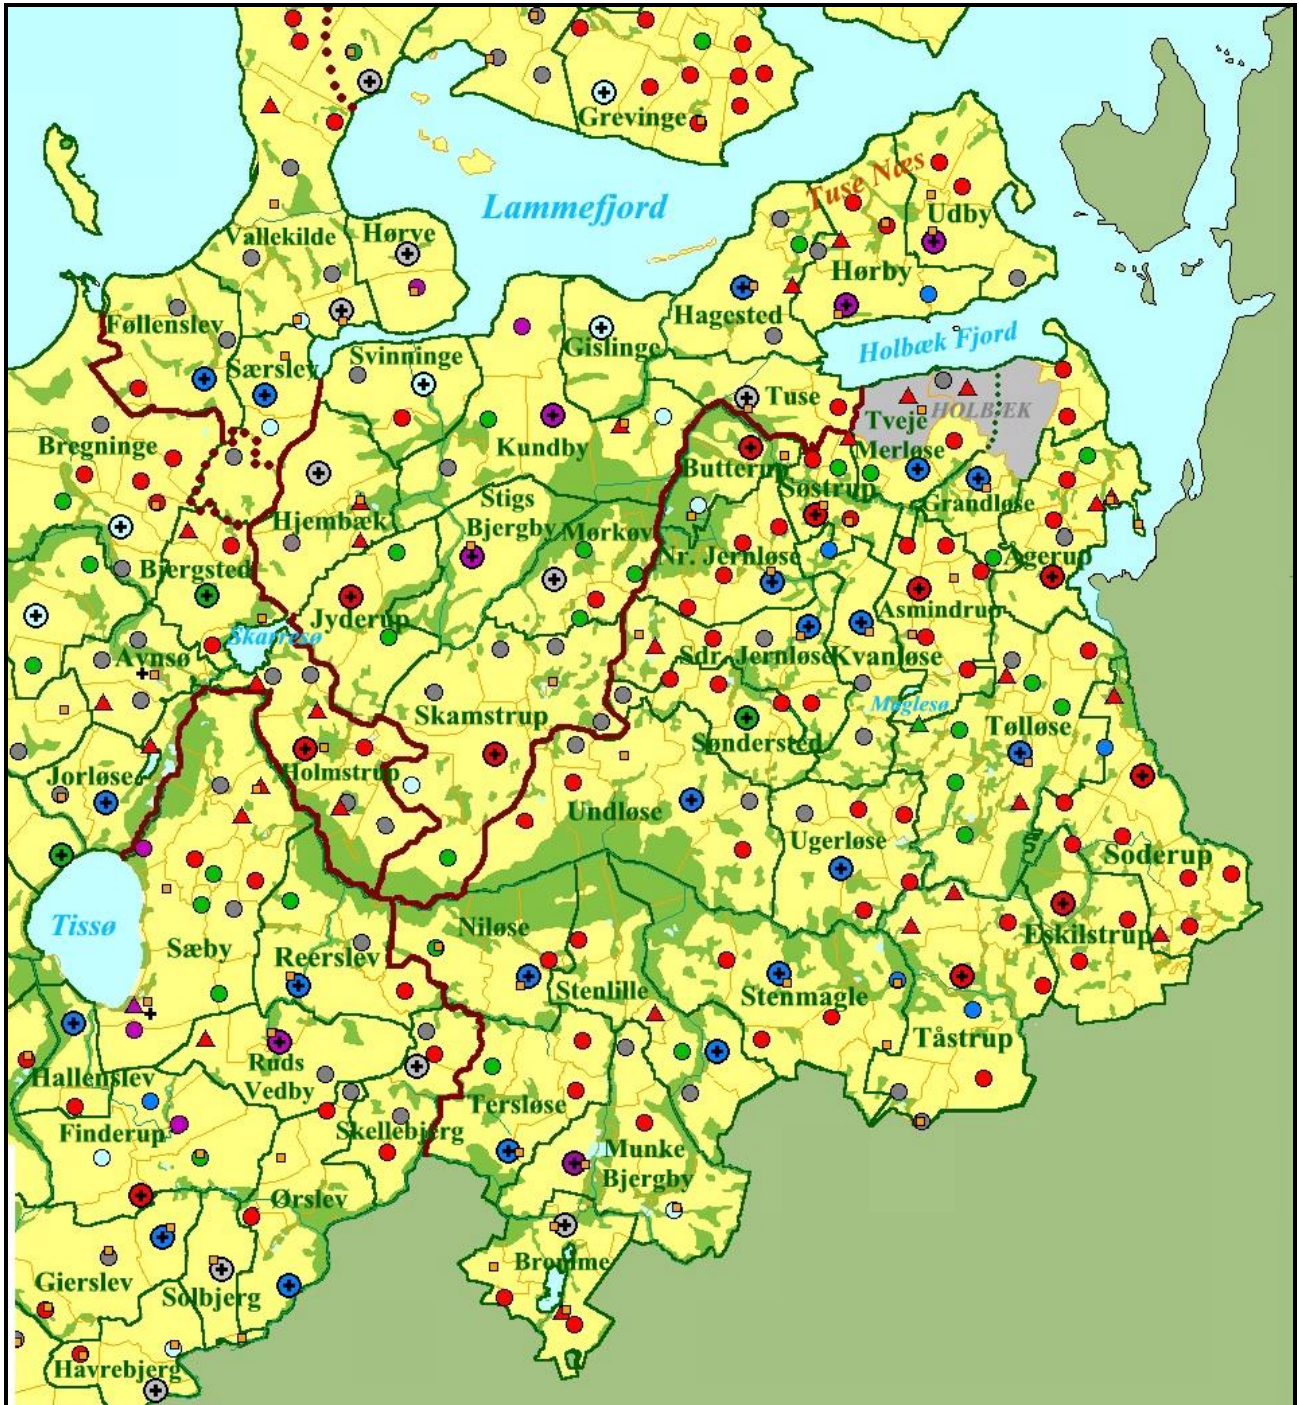 Grevinge
Tuse Næs
Lammefjord
Udby
Vallekilde
Hørve
Hørby
Føllenslev
Hagested
Holbæk Fjord
Gislinge
Svinninge
Særslev
Tuse
Tveje
HOLBÆK
Merløse
Bregninge
Kundby
Butterup
Søstrup
Grandløse
Stigs
Bjergby
Hjembæk
Mørkøv
Nr. Jernløse
Ågerup
Bjergsted
Jyderup
Asmindrup
Skarresø
Avnsø
Sdr. Jernløse
Kvanløse
Maglesø
Skamstrup
Søndersted
Tølløse
Jorløse
Holmstrup
Undløse
Ugerløse
Soderup
Tissø
Niløse
Eskilstrup
Sæby
Reerslev
Stenlille
Stenmagle
Tåstrup
Ruds
Vedby
Hallenslev
Tersløse
Finderup
Skellebjerg
Munke
Bjergby
Ørslev
Bromme
Gierslev
Solbjerg
Havrebjerg